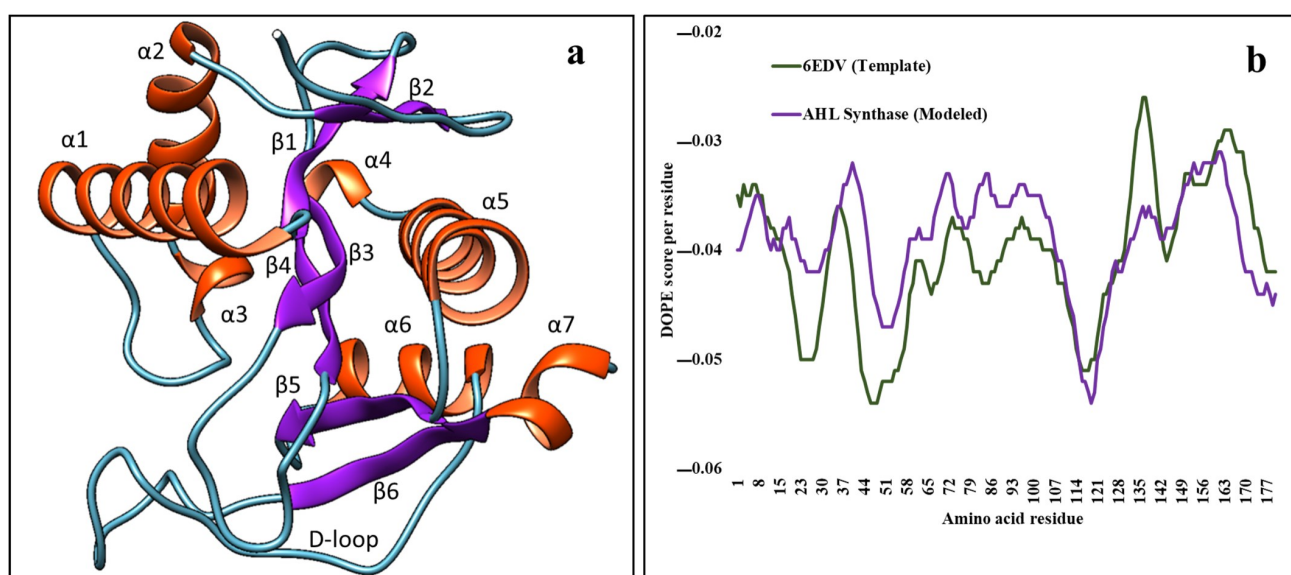 a
α2
β2
α1
β1
α4
α5
β4
β3
α3
α6
α7
β5
β6
D-loop
b
—0.02
—0.03
—0.04
—0.05
—0.06
DOPE score per residue
6EDV (Template)
AHL Synthase (Modeled)
1 8 15 23 30 37 44 51 58 65 72 79 86 93 100 107 114 121 128 135 142 149 156 163 170 177
Amino acid residue